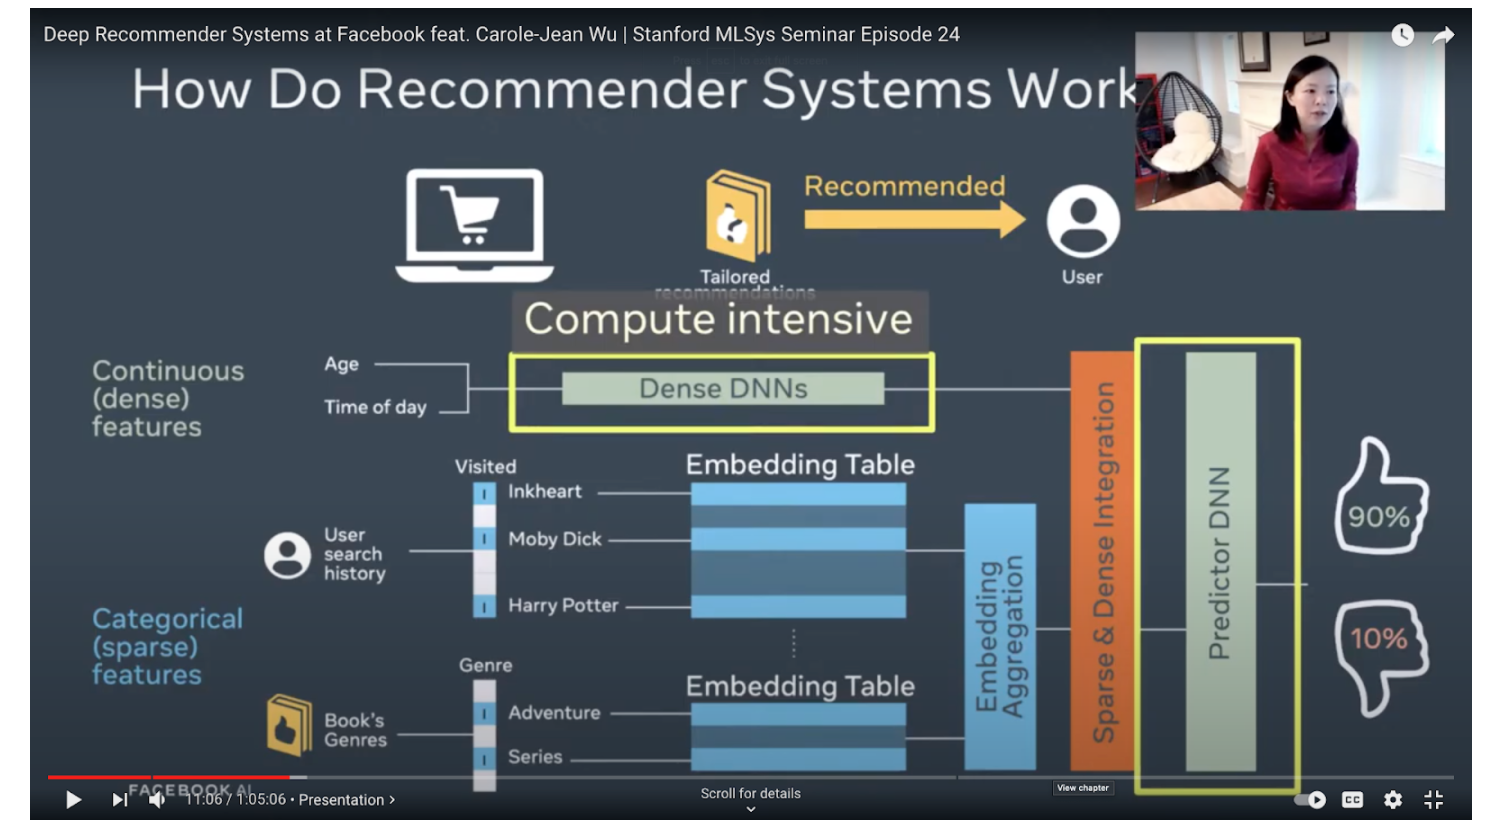 Deep Recommender Systems at Facebook feat. Carole-Jean Wu | Stanford MLSys Seminar Episode 24
How Do Recommender Systems Work
Recommended
Tailored
recommendations
User
Compute intensive
Continuous
(dense)
features
Age
Time of day
Dense DNNs
Visited
Embedding Table
Inkheart
Moby Dick
Harry Potter
User
search
history
Categorical
(sparse)
features
Genre
Embedding Table
Book's
Genres
Adventure
Series
Embedding
Aggregation
Sparse & Dense Integration
Predictor DNN
90%
10%
FACEBOOK AI
11:06 / 1:05:06 • Presentation >
Scroll for details
View chapter
CC